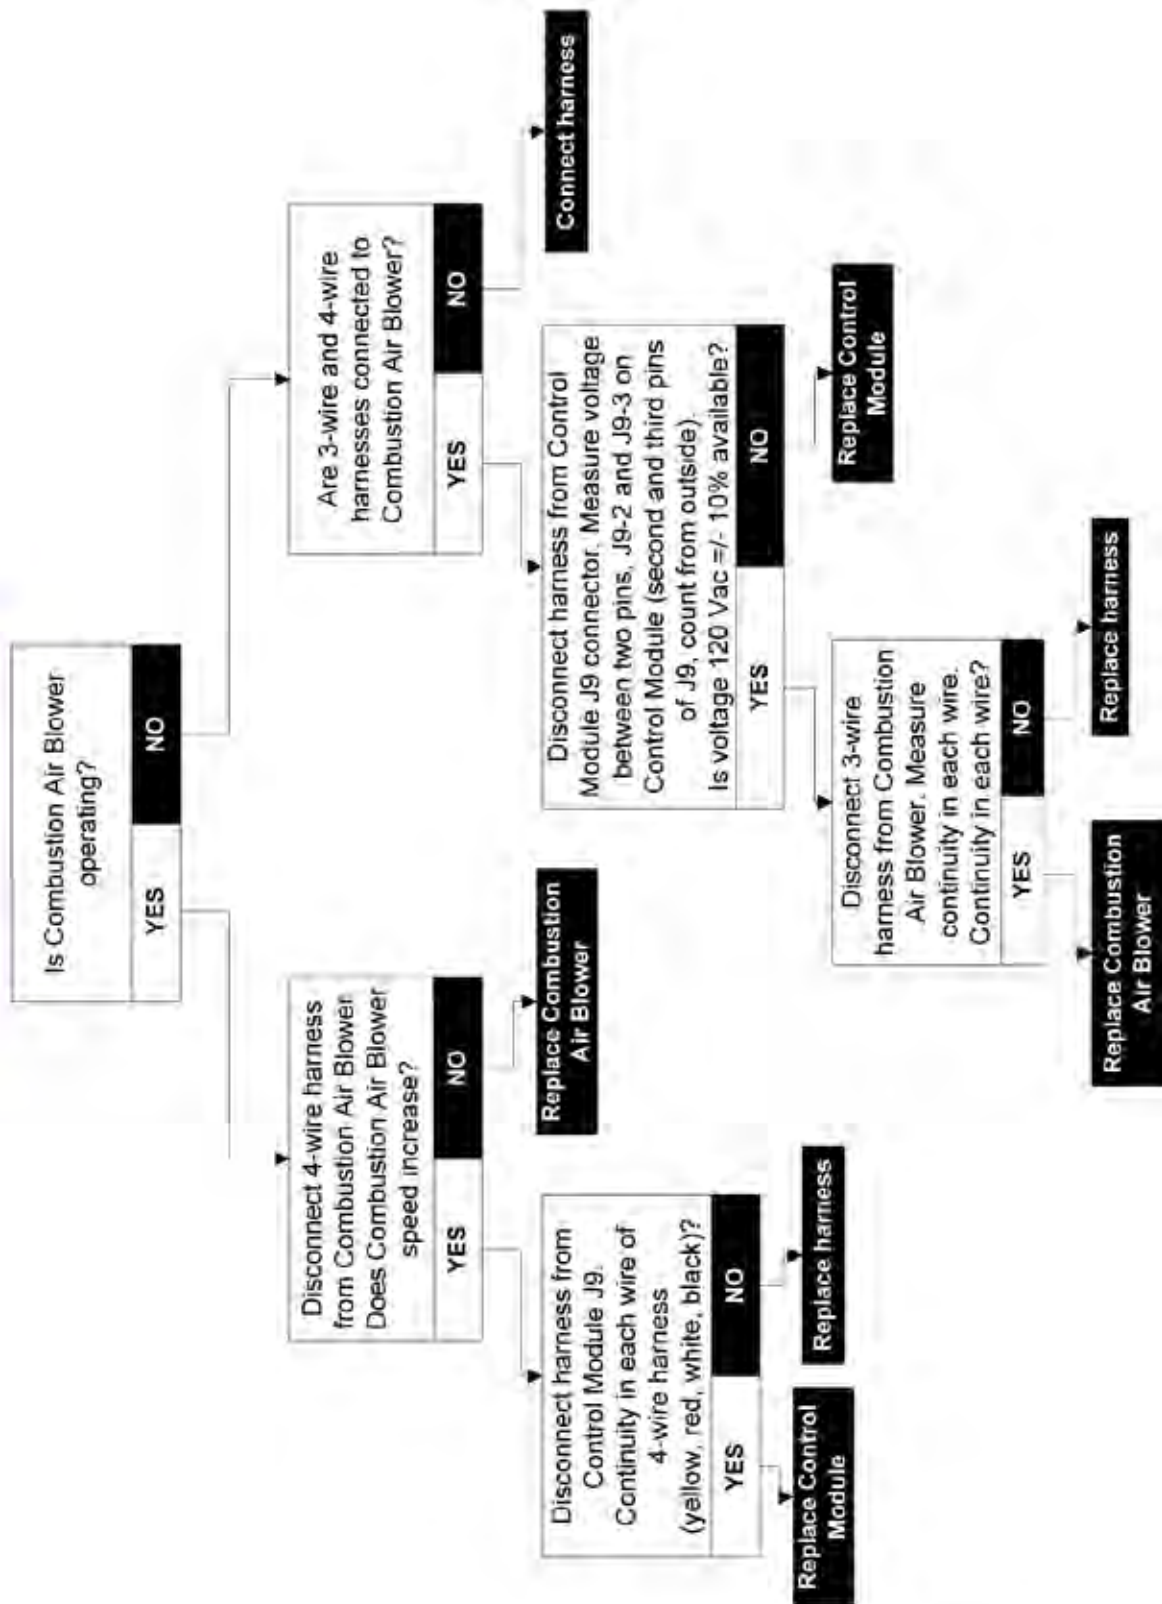 Is Combustion Air Blower
operating?
YES
NO
Disconnect 4-wire harness
from Combustion Air Blower
Does Combustion Air Blower
speed increase?
YES
NO
Are 3-wire and 4-wire
harnesses connected to
Combustion Air Blower?
YES
NO
Disconnect harness from
Control Module J9.
Continuity in each wire of
4-wire harness
(yellow, red, white, black)?
YES
NO
Replace Combustion
Air Blower
Disconnect harness from Control
Module J9 connector. Measure voltage
between two pins, J9-2 and J9-3 on
Control Module (second and third pins
of J9, count from outside).
Is voltage 120 Vac =/- 10% available?
YES
NO
Connect harness
Replace Control
Module
Replace harness
Disconnect 3-wire
harness from Combustion
Air Blower. Measure
continuity in each wire.
Continuity in each wire?
YES
NO
Replace Control
Module
Replace Combustion
Air Blower
Replace harness